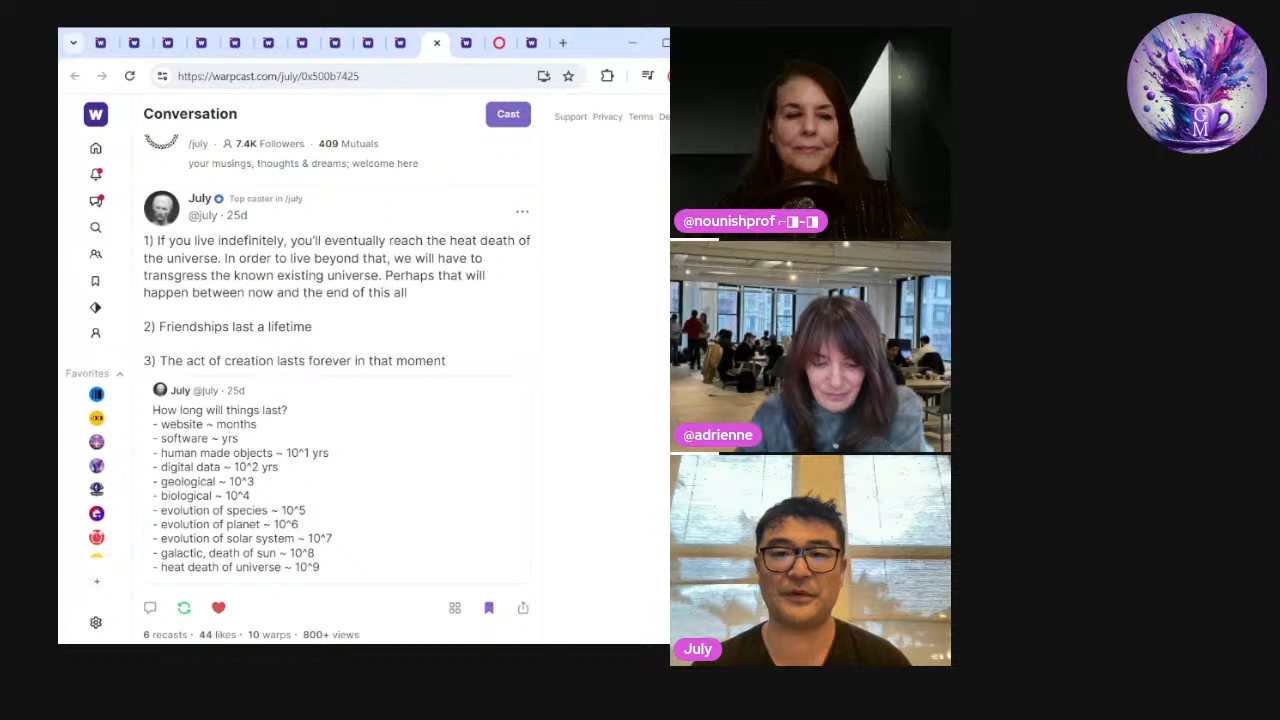 https://warpcast.com/july/0x500b7425
Conversation
Cast
Support Privacy Terms De
/july · 7.4K Followers · 409 Mutuals
your musings, thoughts & dreams; welcome here
July Top caster in /july
@july · 25d
1) If you live indefinitely, you'll eventually reach the heat death of
the universe. In order to live beyond that, we will have to
transgress the known existing universe. Perhaps that will
happen between now and the end of this all
2) Friendships last a lifetime
3) The act of creation lasts forever in that moment
Favorites
July @july · 25d
How long will things last?
- website ~ months
- software ~ yrs
- human made objects ~ 10^1 yrs
- digital data ~ 10^2 yrs
- geological ~ 10^3
- biological ~ 10^4
- evolution of species ~ 10^5
- evolution of planet ~ 10^6
- evolution of solar system ~ 10^7
- galactic, death of sun ~ 10^8
- heat death of universe ~ 10^9
6 recasts · 44 likes · 10 warps · 800+ views
@nounishprof ⌐◨-◨
@adrienne
July
GM